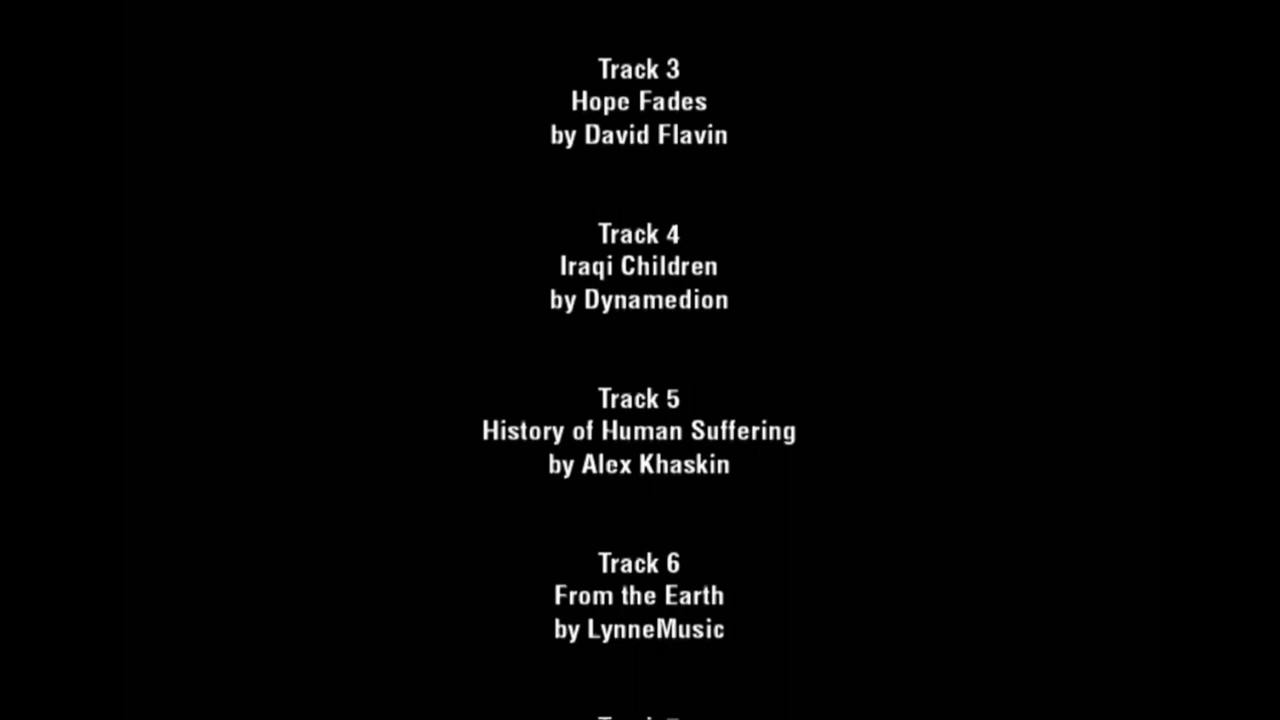 Track 3
Hope Fades
by David Flavin
Track 4
Iraqi Children
by Dynamedion
Track 5
History of Human Suffering
by Alex Khaskin
Track 6
From the Earth
by LynneMusic